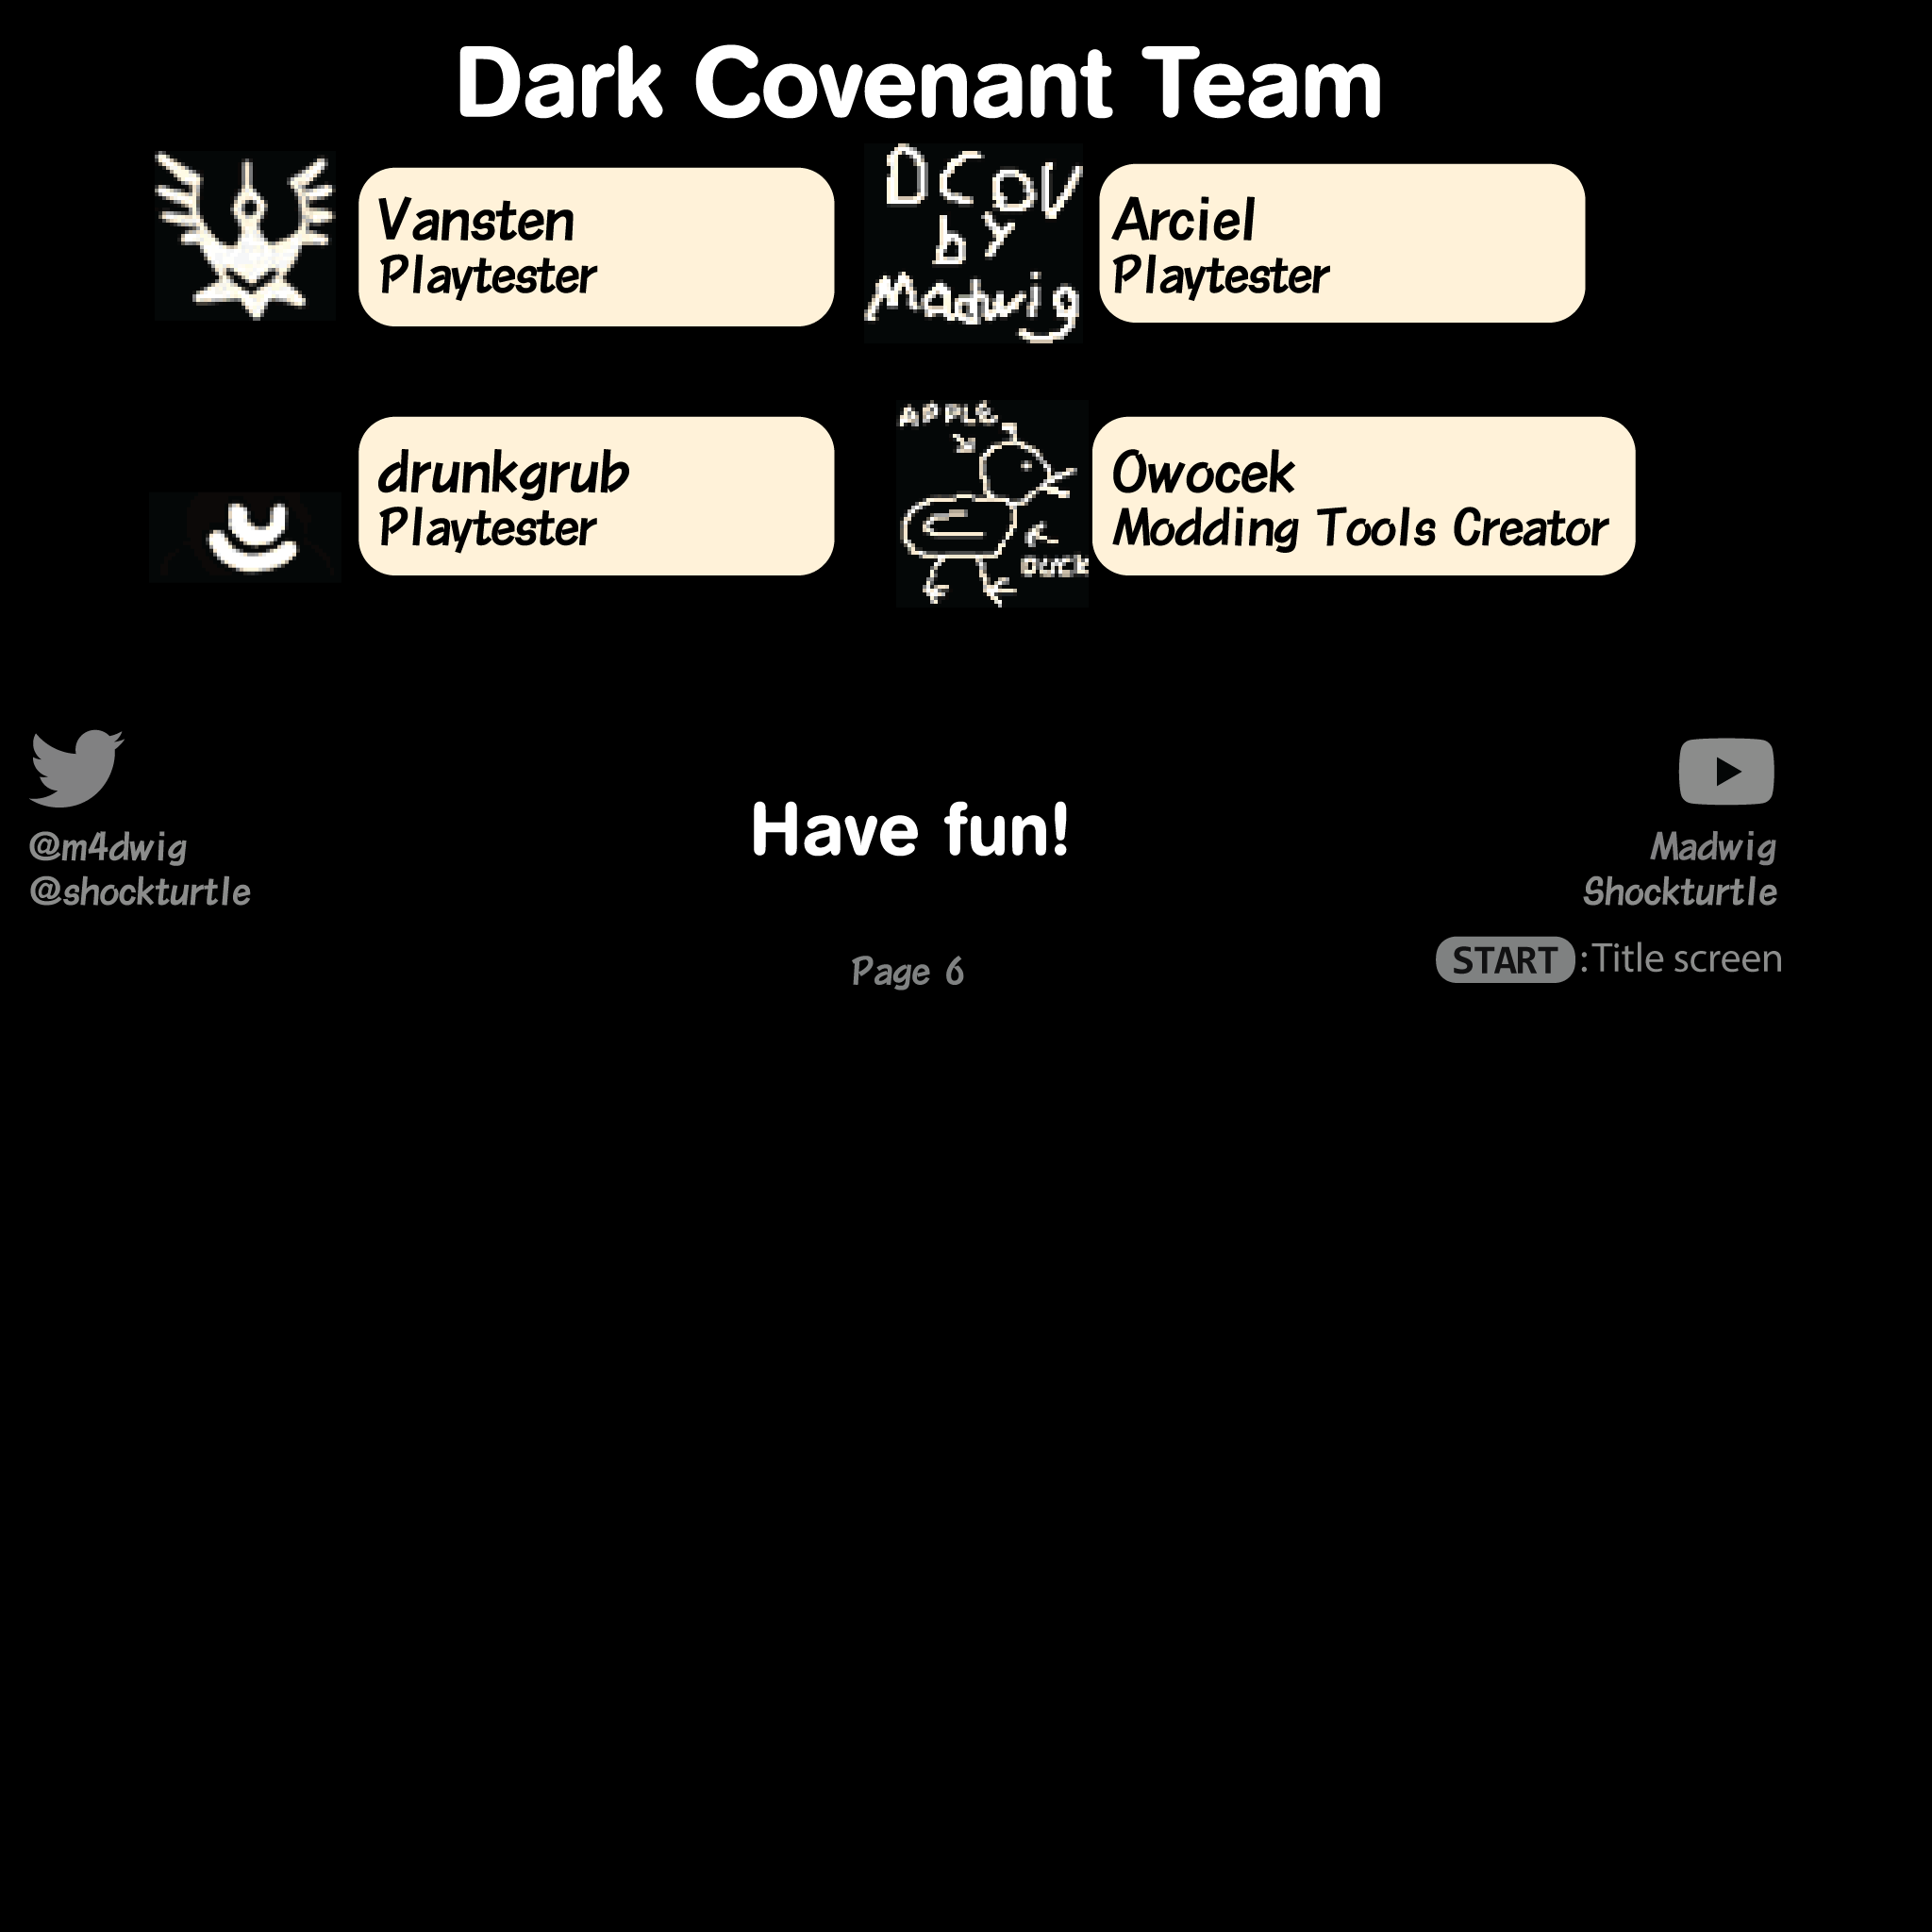 Dark Covenant Team
Vansten
Playtester
DCOV
by
Madwig
Arciel
Playtester
drunkgrub
Playtester
APPLE
DUCK
Owocek
Modding Tools Creator
@m4dwig
@shockturtle
Have fun!
Madwig
Shockturtle
Page 6
START : Title screen